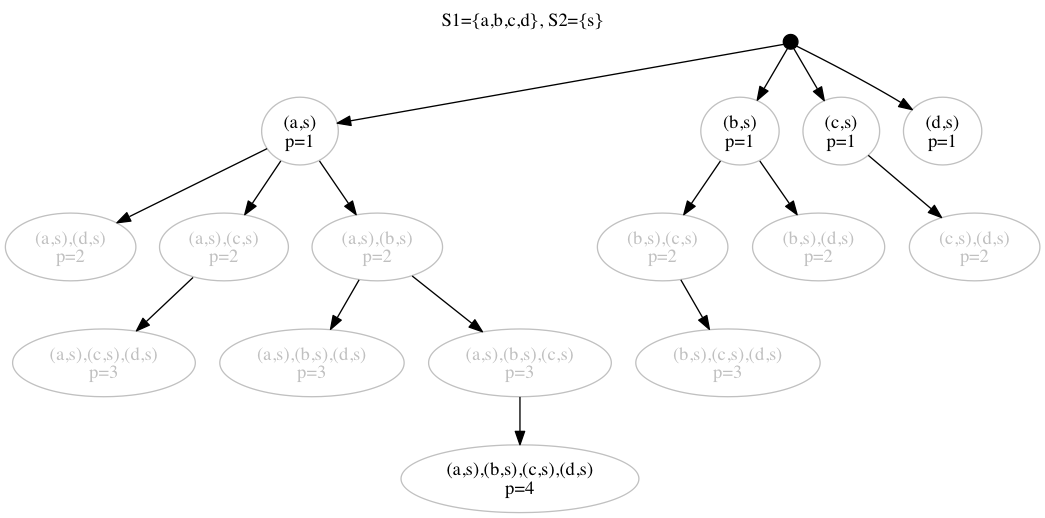 S1={a,b,c,d}, S2={s}
(a,s)
p=1
(b,s)
p=1
(c,s)
p=1
(d,s)
p=1
(a,s),(d,s)
p=2
(a,s),(c,s)
p=2
(a,s),(b,s)
p=2
(b,s),(c,s)
p=2
(b,s),(d,s)
p=2
(c,s),(d,s)
p=2
(a,s),(c,s),(d,s)
p=3
(a,s),(b,s),(d,s)
p=3
(a,s),(b,s),(c,s)
p=3
(b,s),(c,s),(d,s)
p=3
(a,s),(b,s),(c,s),(d,s)
p=4